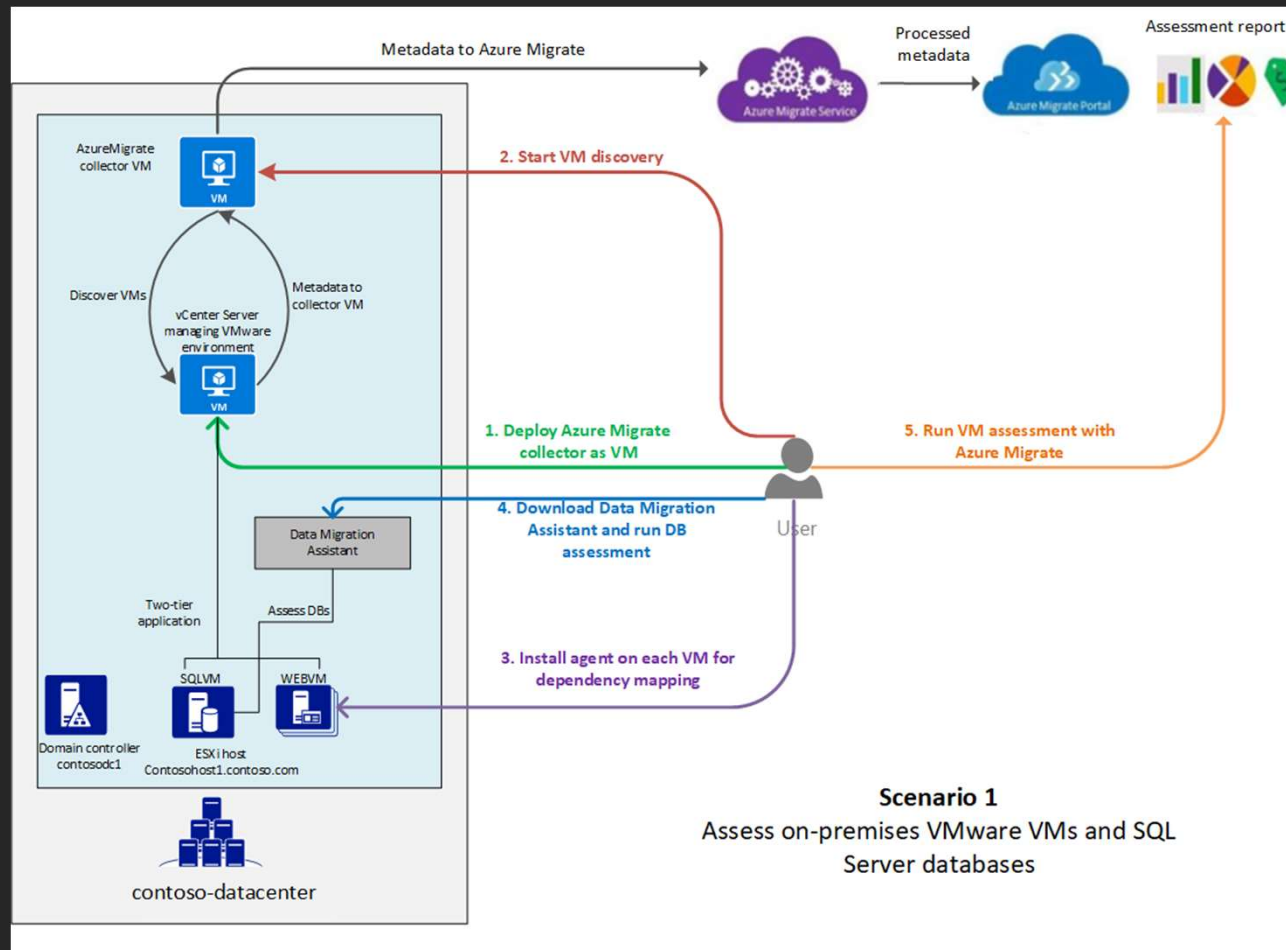 Assessment report
Metadata to Azure Migrate
Processed
metadata
Azure Migrate Service
Azure Migrate Portal
AzureMigrate
collector VM
VM
2. Start VM discovery
Discover VMs
Metadata to
collector VM
vCenter Server
managing VMware
environment
VM
1. Deploy Azure Migrate
collector as VM
5. Run VM assessment with
Azure Migrate
4. Download Data Migration
Assistant and run DB
assessment
User
Data Migration
Assistant
Two-tier
application
Assess DBs
3. Install agent on each VM for
dependency mapping
SQLVM
WEBVM
Domain controller
contosodc1
ESXi host
Contosohost1.contoso.com
contoso-datacenter
Scenario 1
Assess on-premises VMware VMs and SQL
Server databases